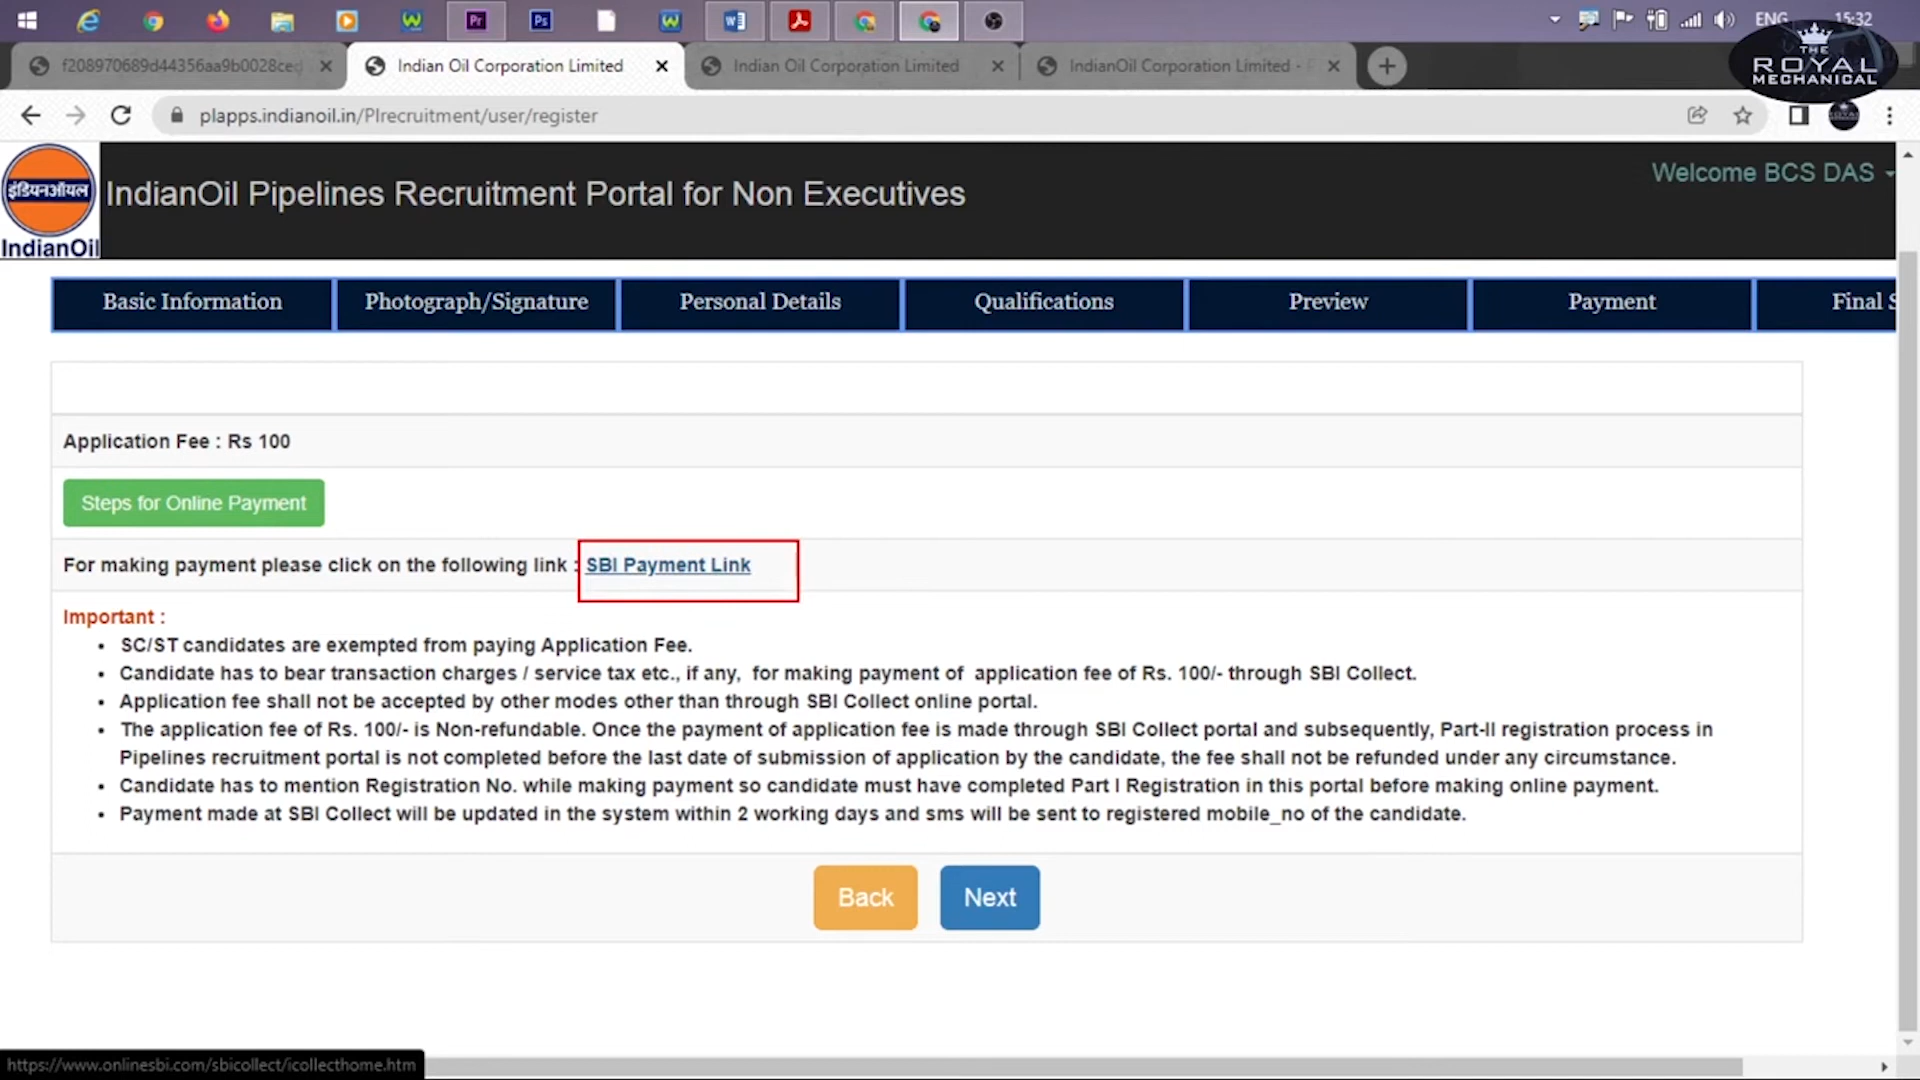 Pr
Ps
ENG
15:32
THE
ROYAL
MECHANICAL
Indian Oil Corporation Limited
Indian Oil Corporation Limited
IndianOil Corporation Limited -
plapps.indianoil.in/PIrecruitment/user/register
इंडियनऑयल
IndianOil
IndianOil Pipelines Recruitment Portal for Non Executives
Welcome BCS DAS
Basic Information
Photograph/Signature
Personal Details
Qualifications
Preview
Payment
Final S
Application Fee : Rs 100
Steps for Online Payment
For making payment please click on the following link : SBI Payment Link
Important :
• SC/ST candidates are exempted from paying Application Fee.
• Candidate has to bear transaction charges / service tax etc., if any, for making payment of application fee of Rs. 100/- through SBI Collect.
• Application fee shall not be accepted by other modes other than through SBI Collect online portal.
• The application fee of Rs. 100/- is Non-refundable. Once the payment of application fee is made through SBI Collect portal and subsequently, Part-II registration process in
Pipelines recruitment portal is not completed before the last date of submission of application by the candidate, the fee shall not be refunded under any circumstance.
• Candidate has to mention Registration No. while making payment so candidate must have completed Part I Registration in this portal before making online payment.
• Payment made at SBI Collect will be updated in the system within 2 working days and sms will be sent to registered mobile_no of the candidate.
Back
Next
https://www.onlinesbi.com/sbicollect/icollecthome.htm